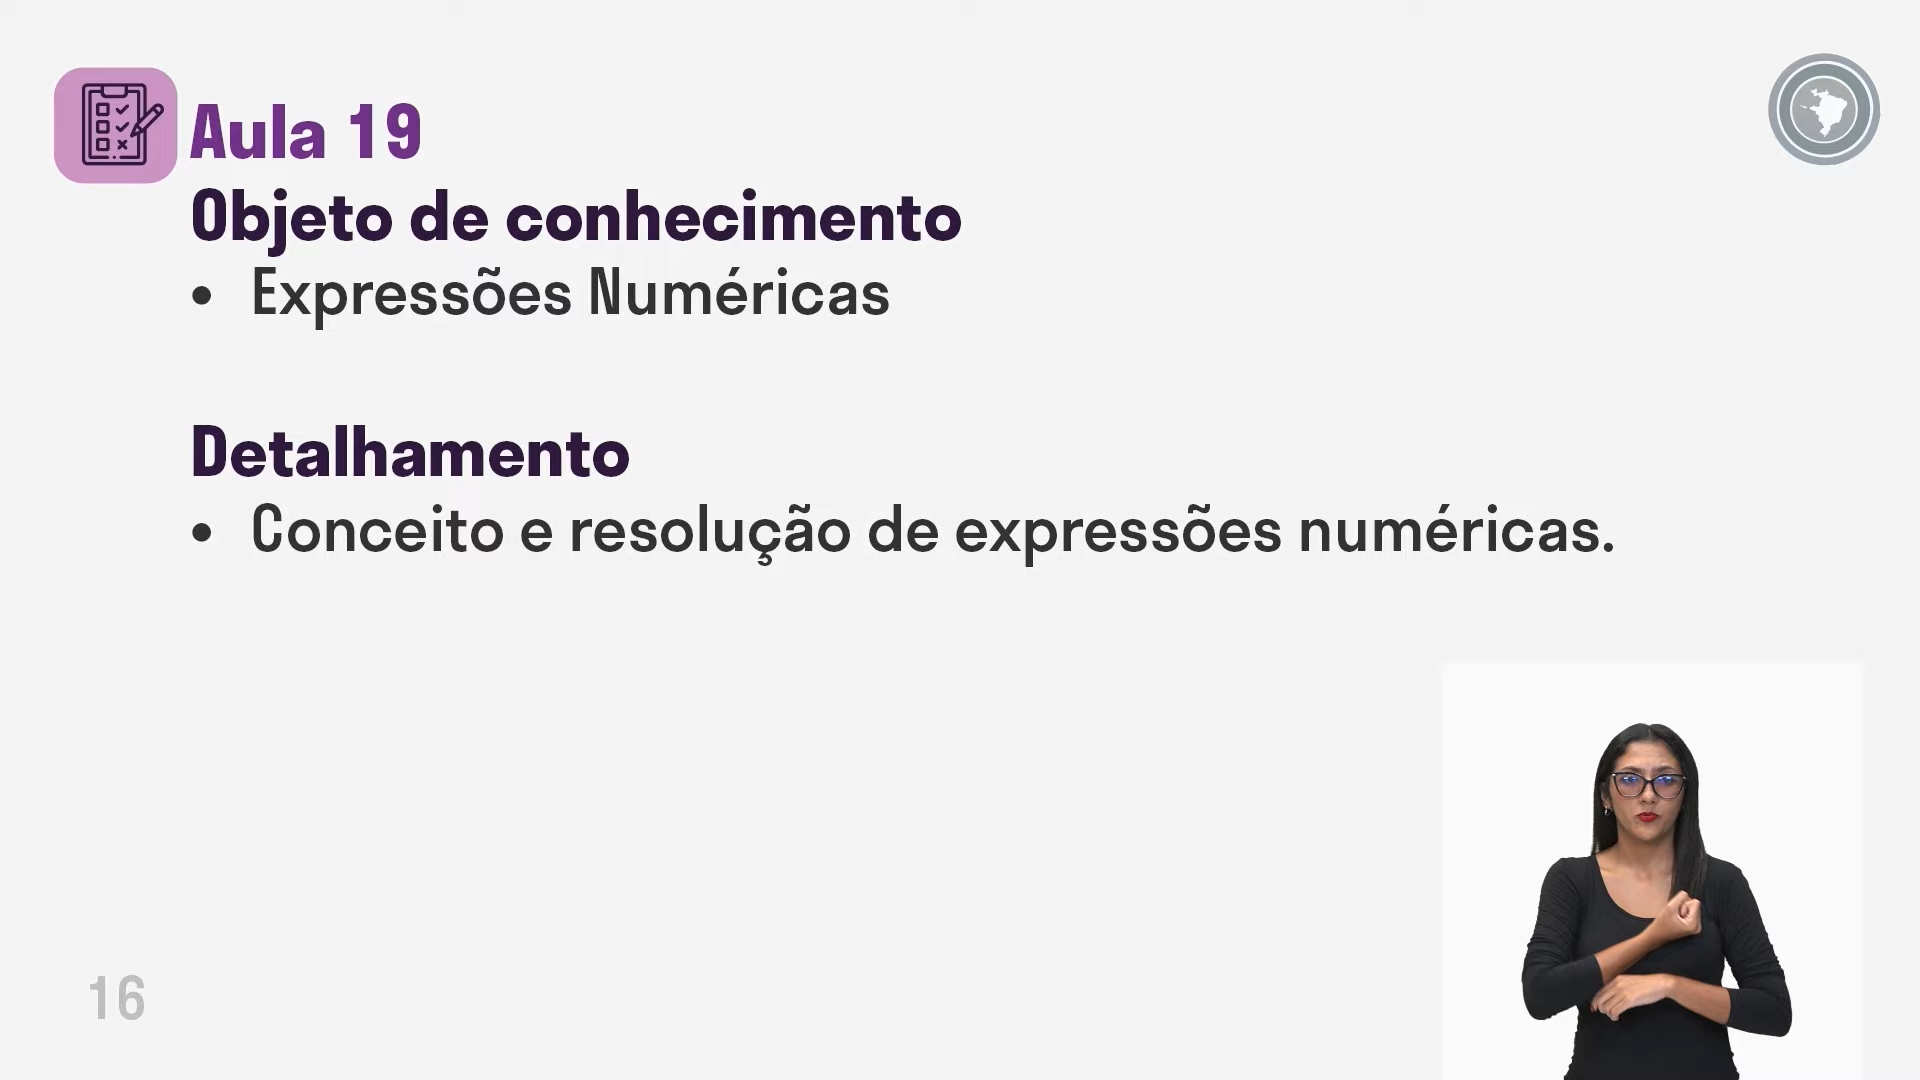 Aula 19
Objeto de conhecimento
• Expressões Numéricas
Detalhamento
• Conceito e resolução de expressões numéricas.
16